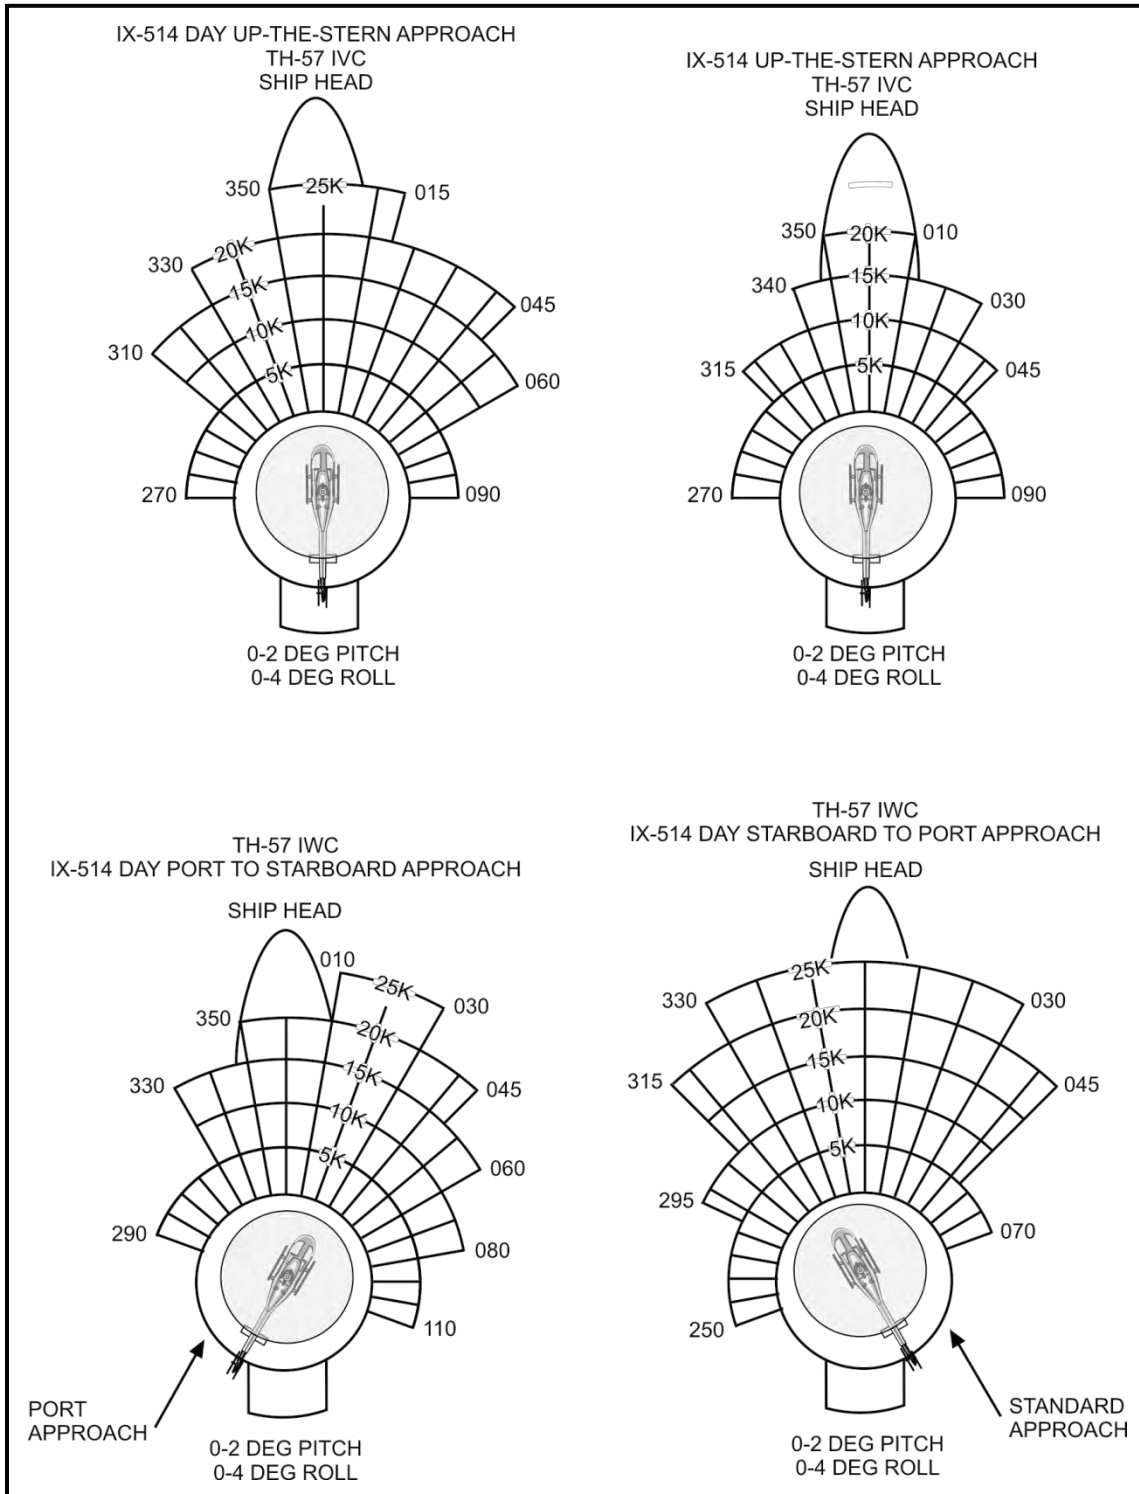 IX-514 DAY UP-THE-STERN APPROACH
TH-57 IVC
SHIP HEAD
350
25K
015
330
20K
15K
045
310
10K
5K
060
270
090
0-2 DEG PITCH
0-4 DEG ROLL
IX-514 UP-THE-STERN APPROACH
TH-57 IVC
SHIP HEAD
350
20K
010
340
15K
030
10K
315
5K
045
270
090
0-2 DEG PITCH
0-4 DEG ROLL
TH-57 IWC
IX-514 DAY PORT TO STARBOARD APPROACH
SHIP HEAD
010
25K
030
350
20K
330
15K
045
10K
5K
060
290
080
110
PORT
APPROACH
0-2 DEG PITCH
0-4 DEG ROLL
TH-57 IWC
IX-514 DAY STARBOARD TO PORT APPROACH
SHIP HEAD
25K
330
030
20K
315
15K
045
10K
5K
295
070
250
STANDARD
APPROACH
0-2 DEG PITCH
0-4 DEG ROLL